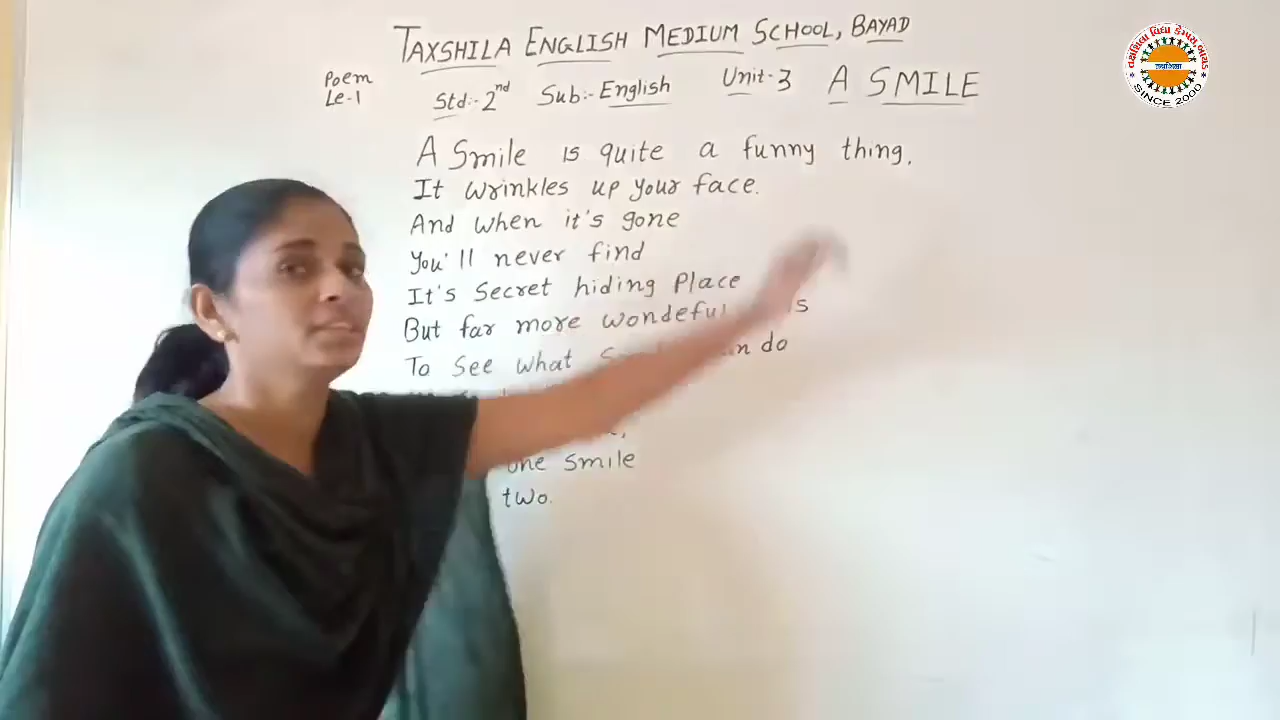 TAXSHILA ENGLISH MEDIUM SCHOOL, BAYAD
Poem
Le-1
Std:- 2nd Sub:- English Unit-3 A SMILE
A Smile is quite a funny thing,
It wrinkles up your face.
And when it's gone
You'll never find
It's Secret hiding Place
But far more wondeful
To See what do
one smile
two.
SINCE 2000